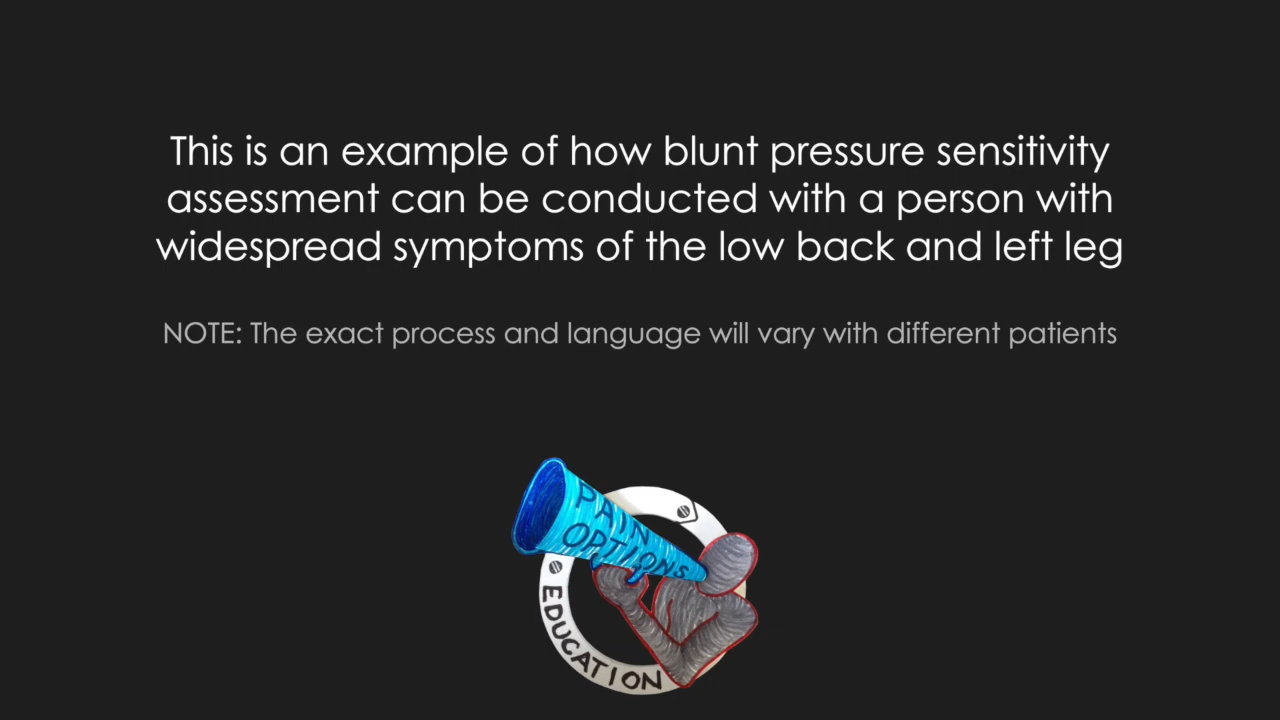 This is an example of how blunt pressure sensitivity
assessment can be conducted with a person with
widespread symptoms of the low back and left leg
NOTE: The exact process and language will vary with different patients
PAIN
OPTIONS
EDUCATION